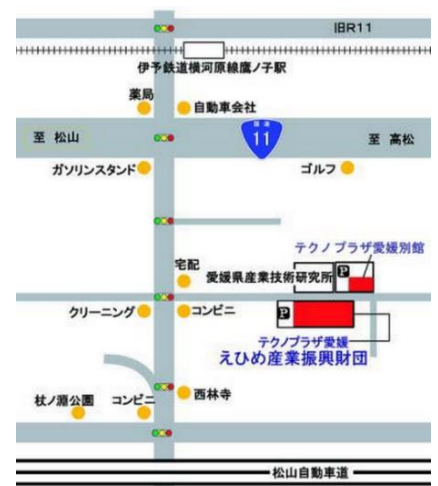 旧R11
伊予鉄道横河原線鷹ノ子駅
薬局
自動車会社
至 松山
国道
11
至 高松
ガソリンスタンド
ゴルフ
テクノプラザ愛媛別館
宅配
愛媛県産業技術研究所
P
クリーニング
コンビニ
P
テクノプラザ愛媛
えひめ産業振興財団
杖ノ淵公園
コンビニ
西林寺
松山自動車道